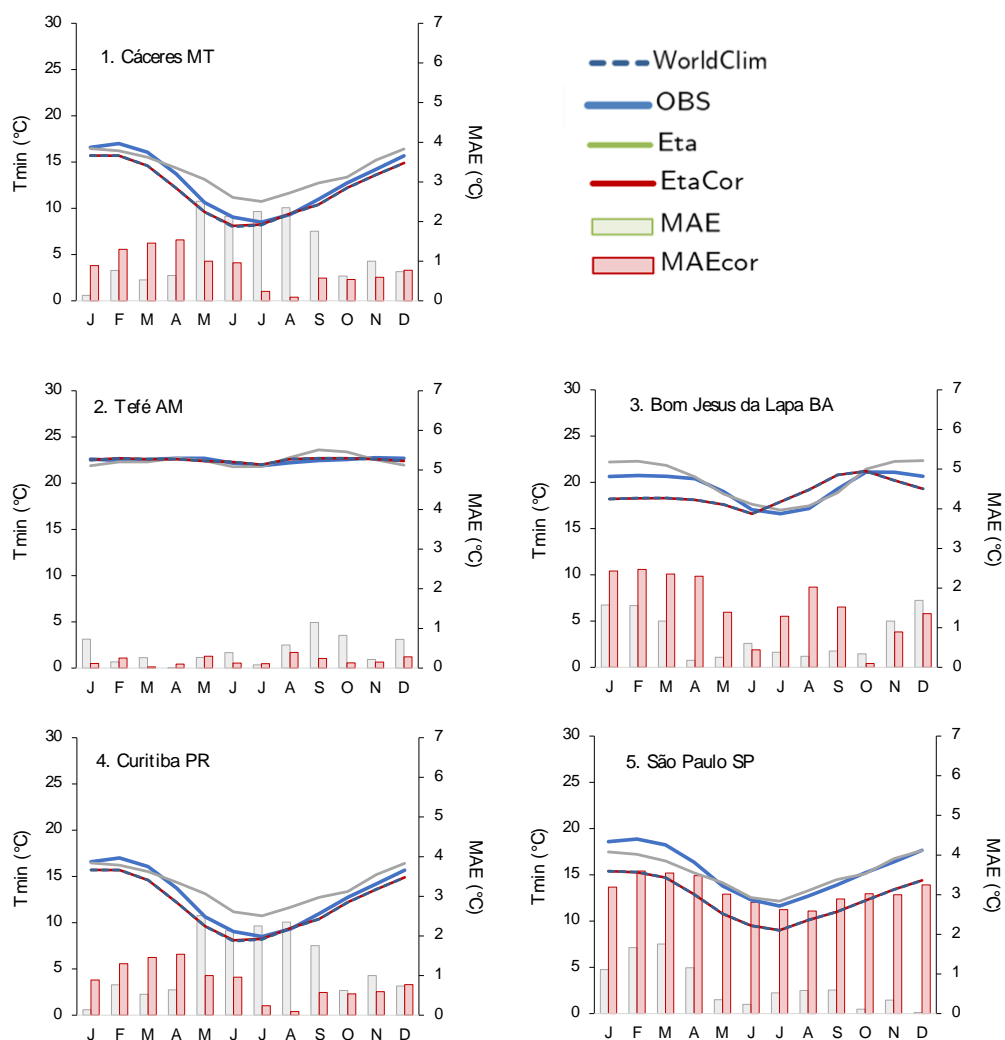 1. Cáceres MT
Tmin (°C)
MAE (°C)
30
25
20
15
10
5
0
7
6
5
4
3
2
1
0
J F M A M J J A S O N D
WorldClim
OBS
Eta
EtaCor
MAE
MAEcor
2. Tefé AM
Tmin (°C)
MAE (°C)
30
25
20
15
10
5
0
7
6
5
4
3
2
1
0
J F M A M J J A S O N D
3. Bom Jesus da Lapa BA
Tmin (°C)
MAE (°C)
30
25
20
15
10
5
0
7
6
5
4
3
2
1
0
J F M A M J J A S O N D
4. Curitiba PR
Tmin (°C)
MAE (°C)
30
25
20
15
10
5
0
7
6
5
4
3
2
1
0
J F M A M J J A S O N D
5. São Paulo SP
Tmin (°C)
MAE (°C)
30
25
20
15
10
5
0
7
6
5
4
3
2
1
0
J F M A M J J A S O N D